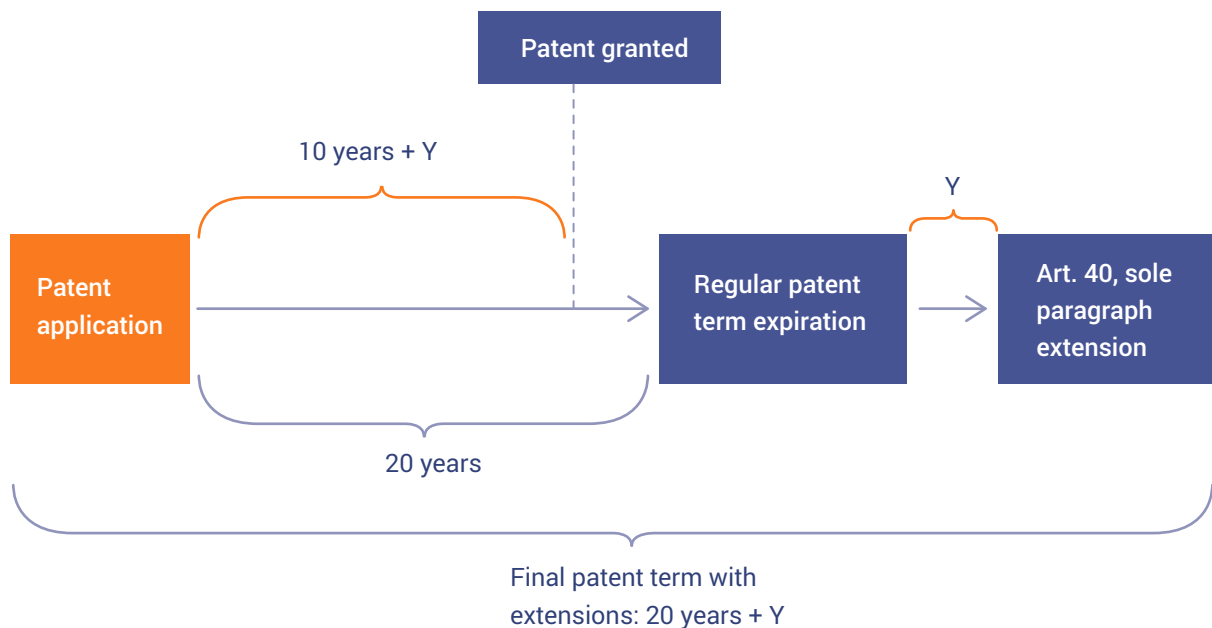 Patent granted
10 years + Y
Y
Patent
application
Regular patent
term expiration
Art. 40, sole
paragraph
extension
20 years
Final patent term with
extensions: 20 years + Y